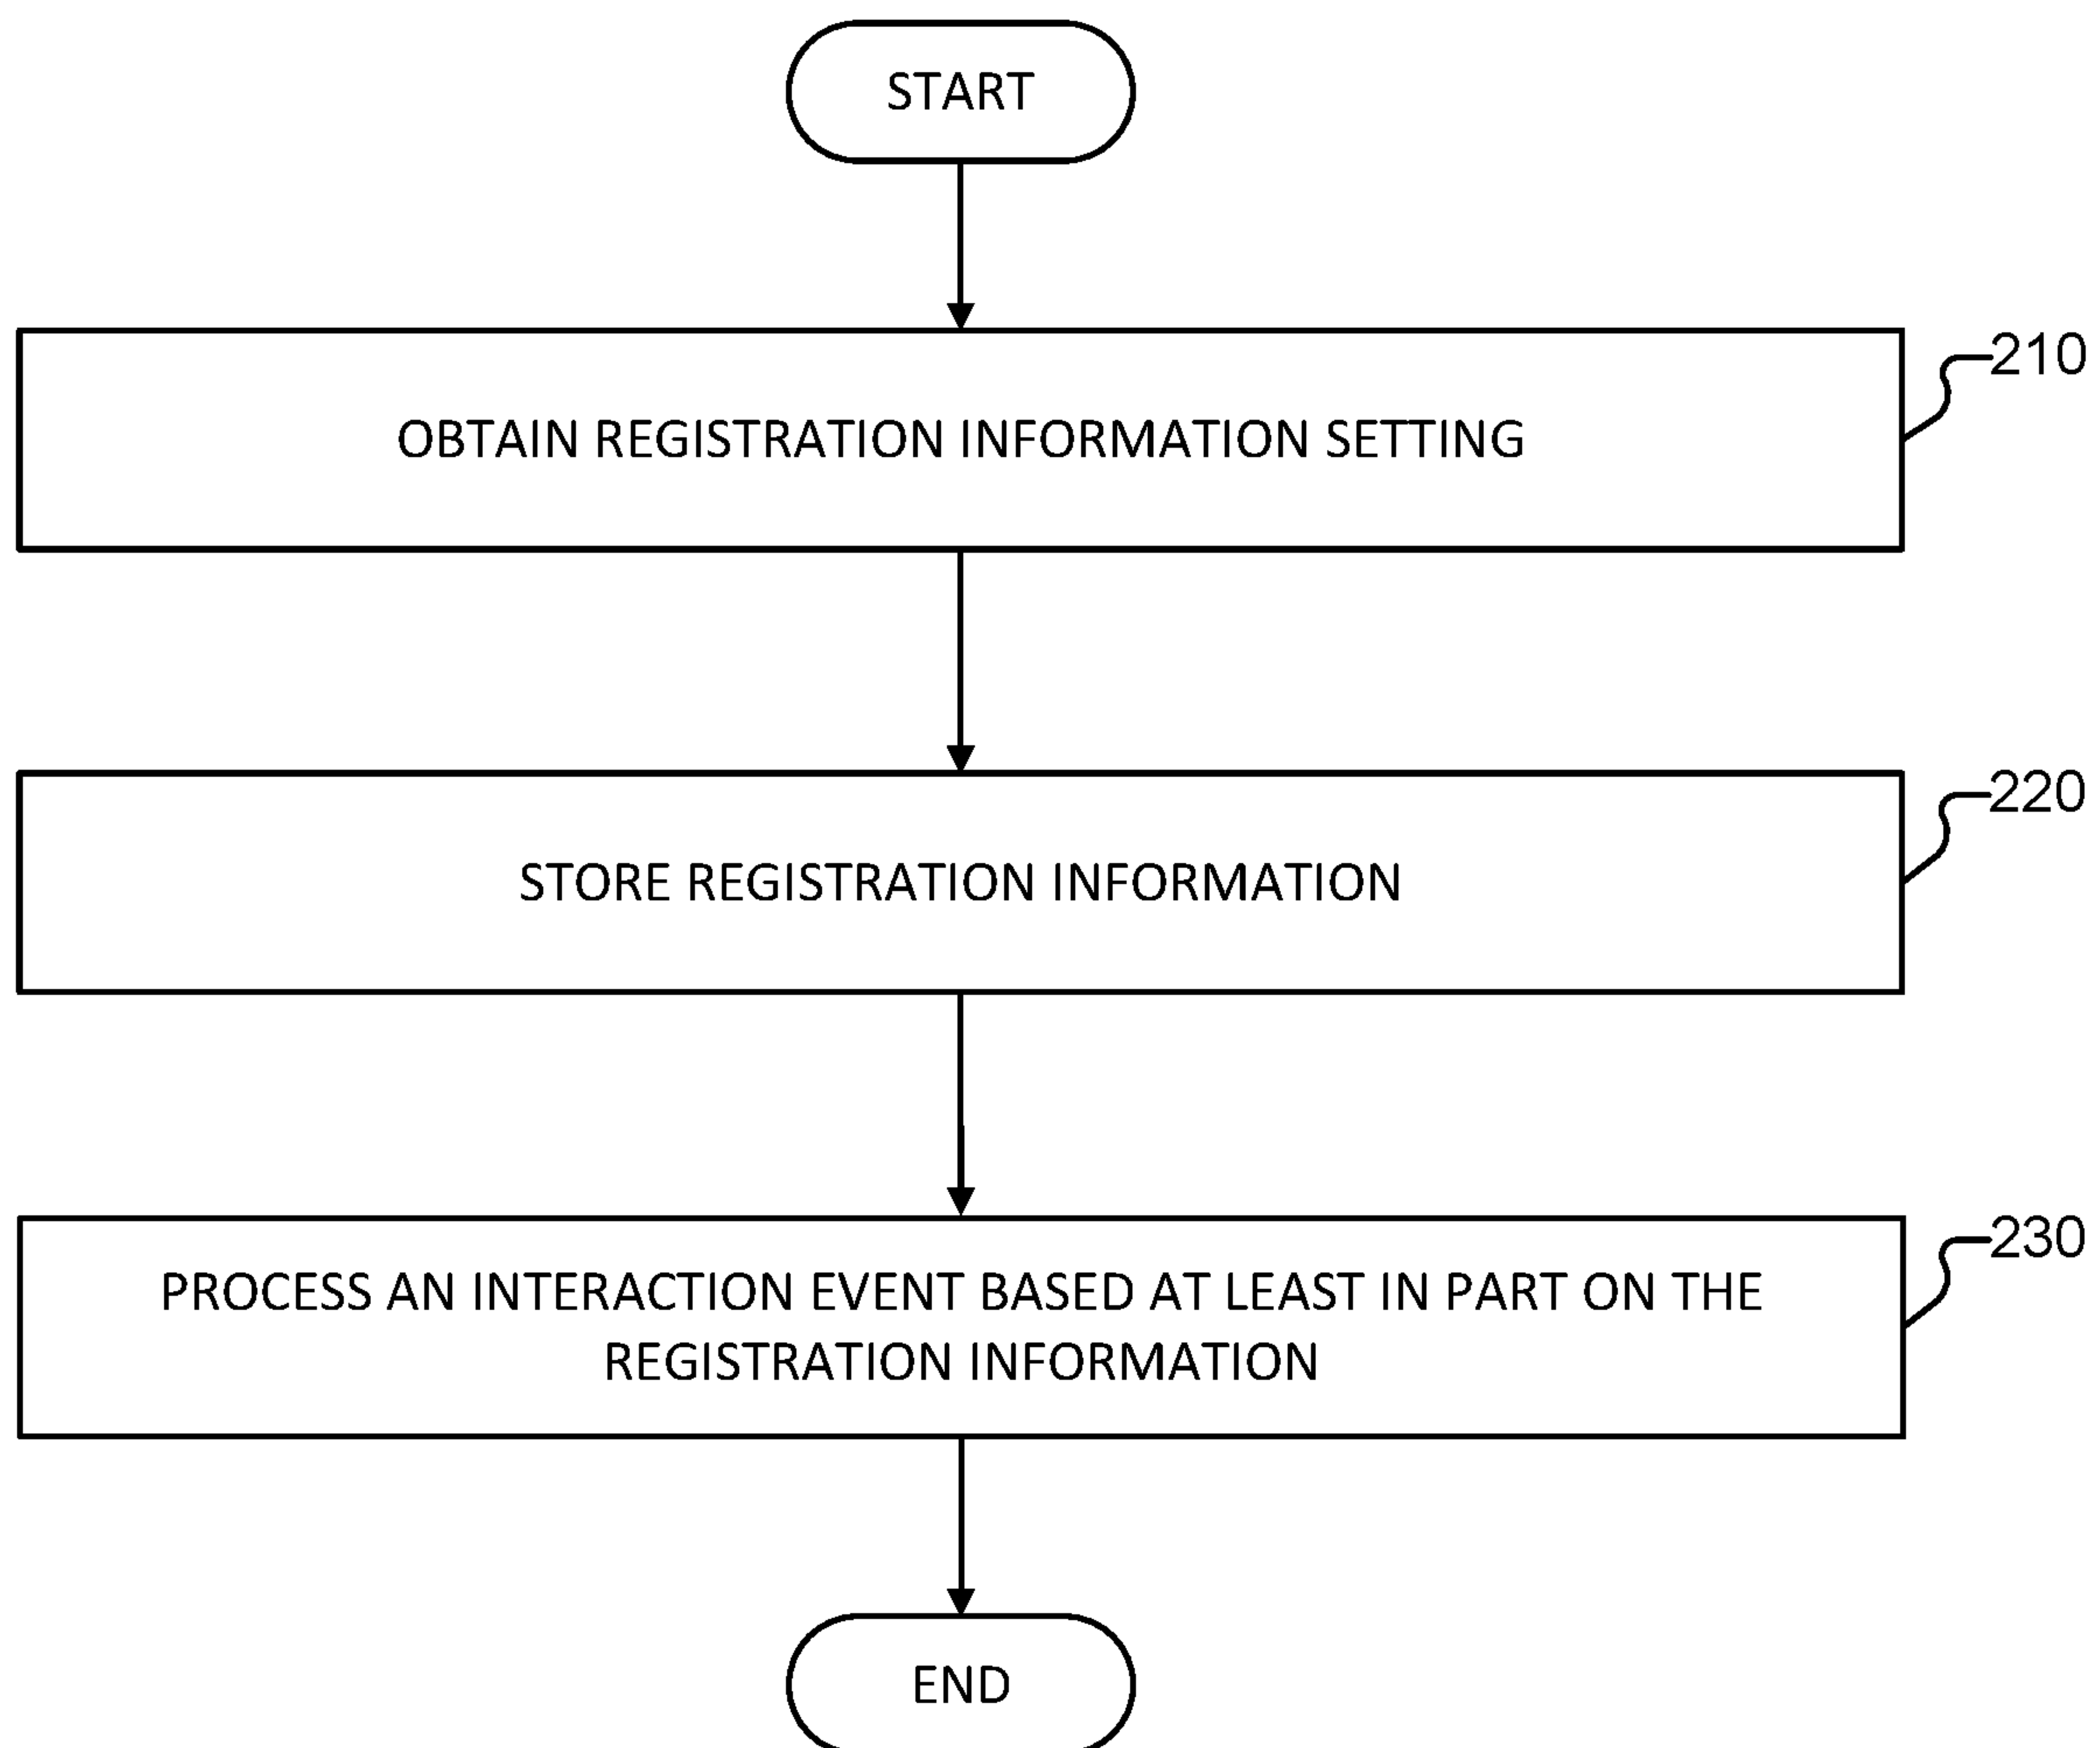 START
210
OBTAIN REGISTRATION INFORMATION SETTING
220
STORE REGISTRATION INFORMATION
230
PROCESS AN INTERACTION EVENT BASED AT LEAST IN PART ON THE
REGISTRATION INFORMATION
END